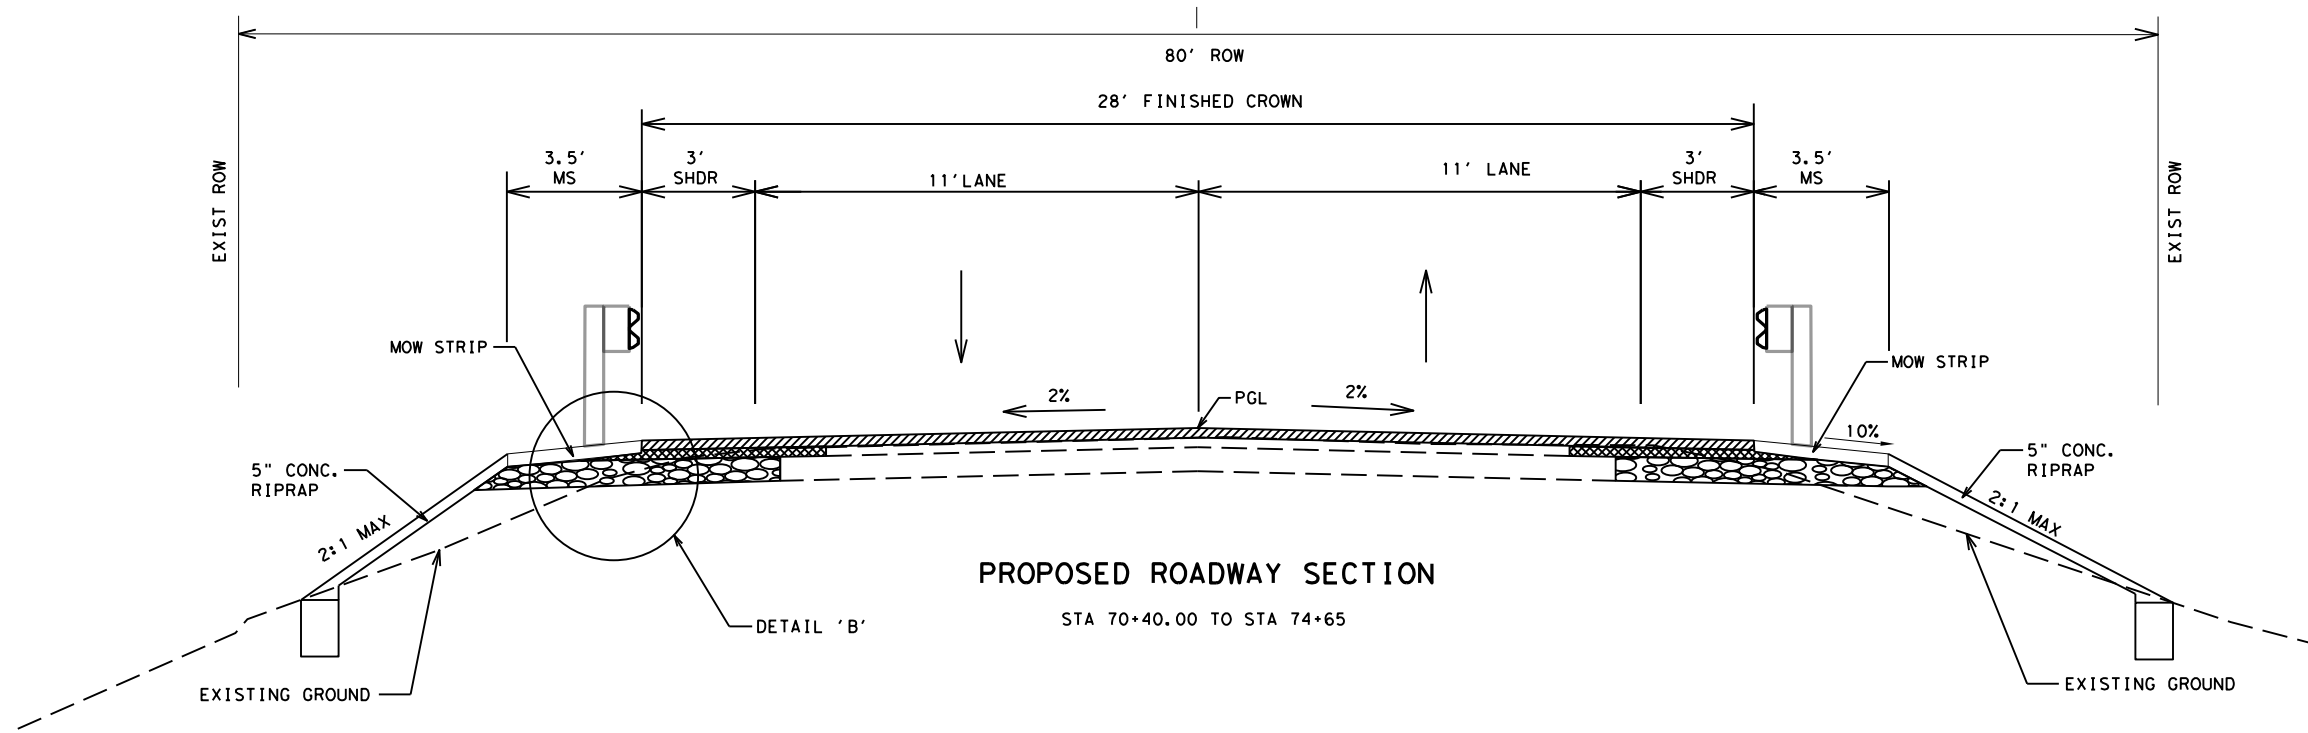 80' ROW
28' FINISHED CROWN
3.5'
MS
3'
SHDR
11'LANE
11' LANE
3'
SHDR
3.5'
MS
EXIST ROW
EXIST ROW
MOW STRIP
MOW STRIP
2%
PGL
2%
10%
5" CONC.
RIPRAP
5" CONC.
RIPRAP
2:1 MAX
2:1 MAX
PROPOSED ROADWAY SECTION
STA 70+40.00 TO STA 74+65
DETAIL 'B'
EXISTING GROUND
EXISTING GROUND